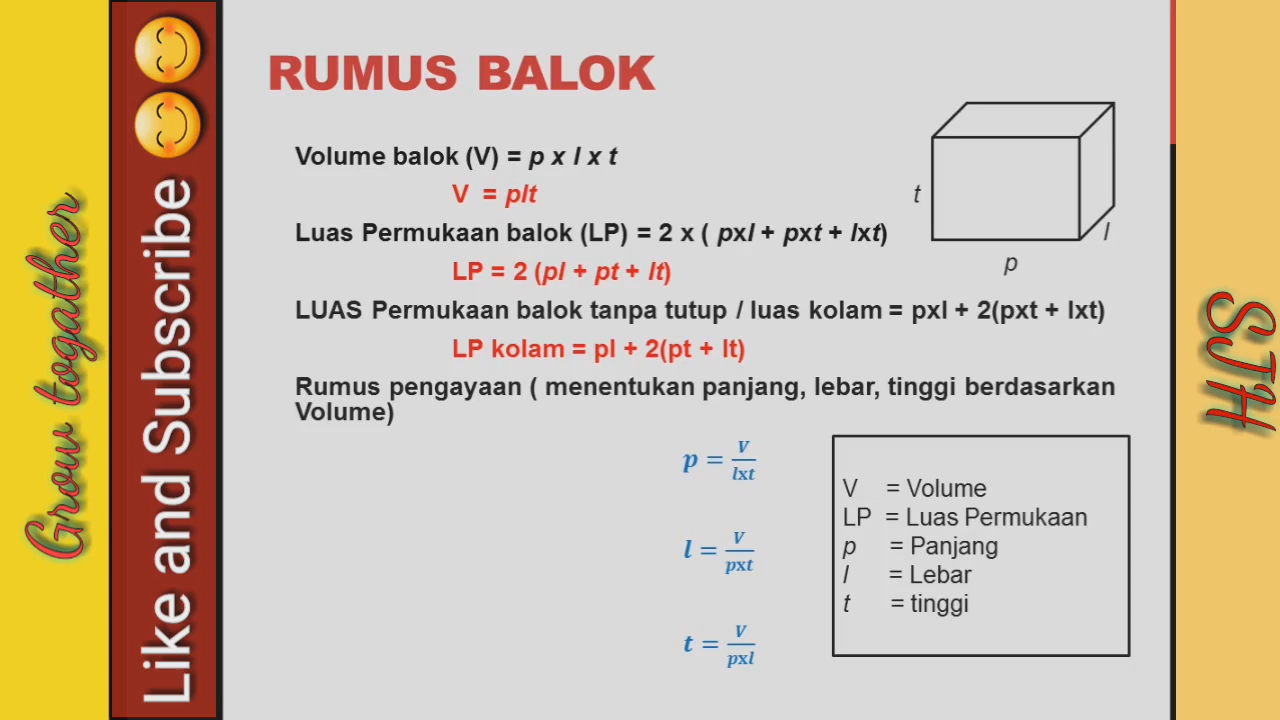 Grow togather
Like and Subscribe
RUMUS BALOK
Volume balok (V) = p x l x t
V = plt
Luas Permukaan balok (LP) = 2 x ( pxl + pxt + lxt)
LP = 2 (pl + pt + lt)
LUAS Permukaan balok tanpa tutup / luas kolam = pxl + 2(pxt + lxt)
LP kolam = pl + 2(pt + lt)
Rumus pengayaan ( menentukan panjang, lebar, tinggi berdasarkan
Volume)
t
l
p
p = V/lxt
l = V/pxt
t = V/pxl
V = Volume
LP = Luas Permukaan
p = Panjang
l = Lebar
t = tinggi
SJH